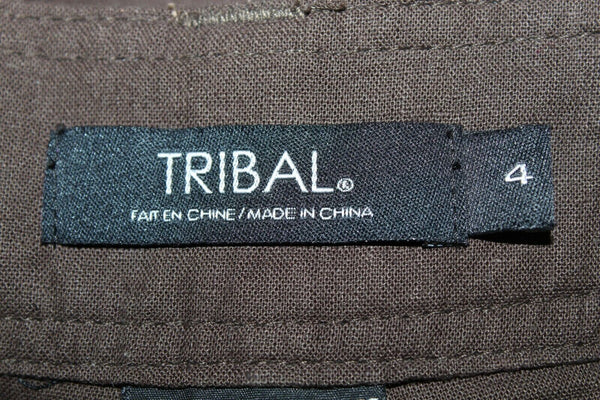 TRIBAL®
FAIT EN CHINE/MADE IN CHINA
4